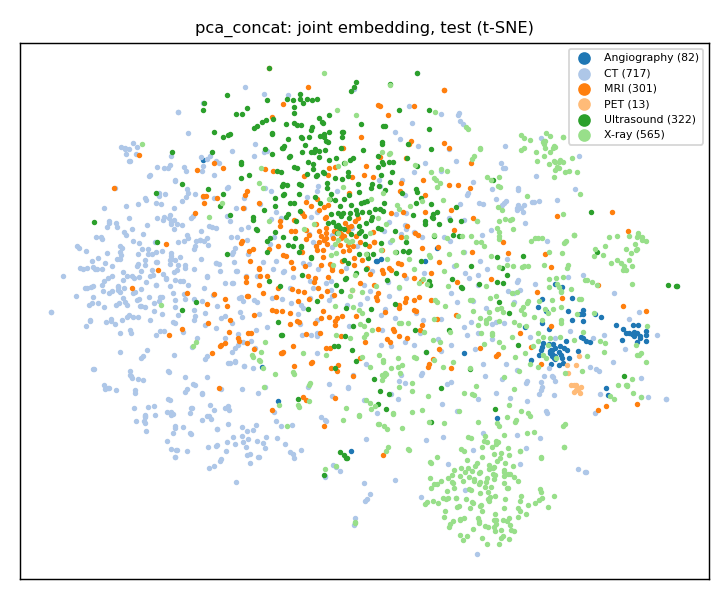 pca_concat: joint embedding, test (t-SNE)
Angiography (82)
CT (717)
MRI (301)
PET (13)
Ultrasound (322)
X-ray (565)